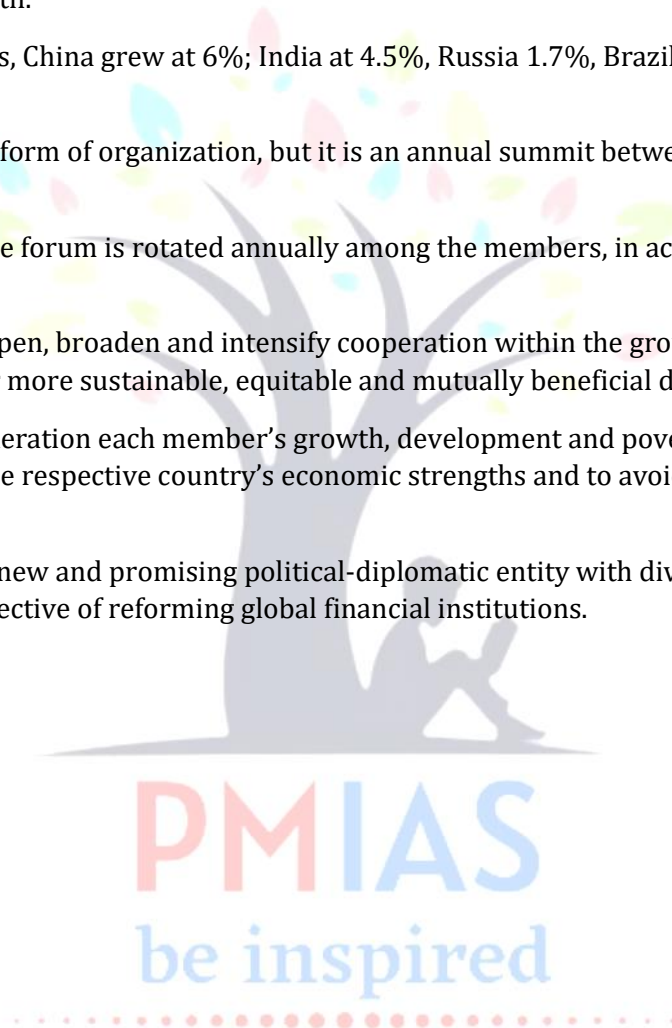 th.
s, China grew at 6%; India at 4.5%, Russia 1.7%, Brazil
form of organization, but it is an annual summit betwe
e forum is rotated annually among the members, in ac
pen, broaden and intensify cooperation within the gro
more sustainable, equitable and mutually beneficial d
leration each member’s growth, development and pove
e respective country’s economic strengths and to avoi
new and promising political-diplomatic entity with div
ective of reforming global financial institutions.
PMIAS
be inspired